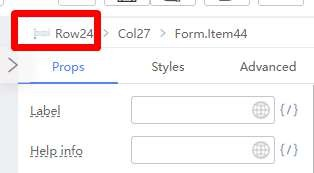 Row24 > Col27 > Form.Item44
Props Styles Advanced
Label {/}
Help info {/}